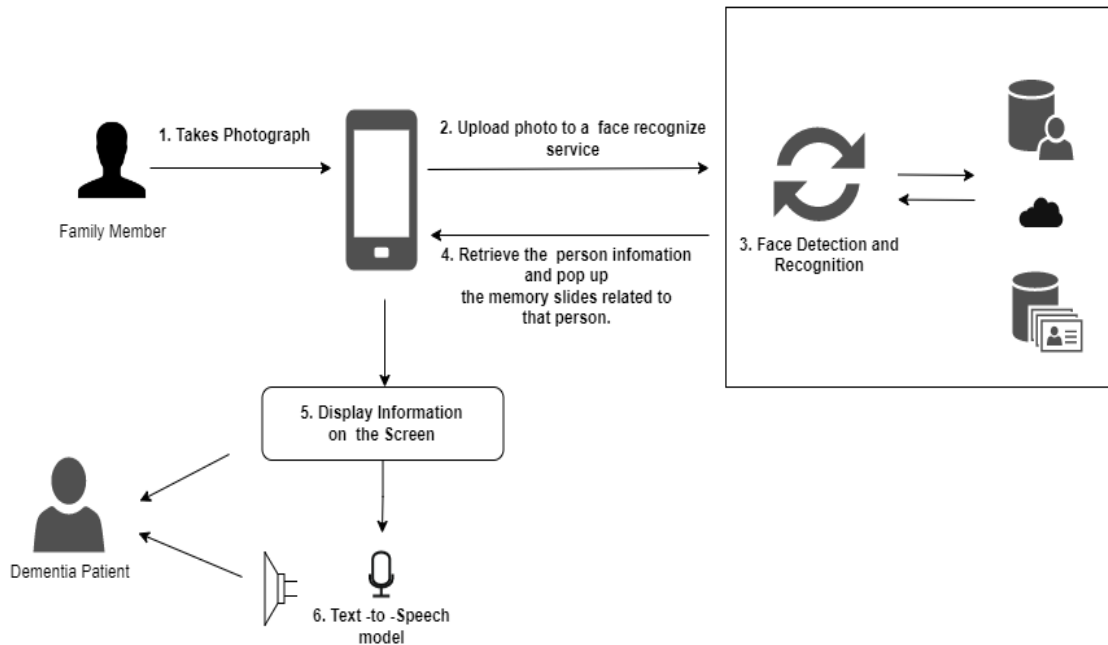 1. Takes Photograph
Family Member
2. Upload photo to a face recognize
service
3. Face Detection and
Recognition
4. Retrieve the person infomation
and pop up
the memory slides related to
that person.
5. Display Information
on the Screen
Dementia Patient
6. Text -to -Speech
model